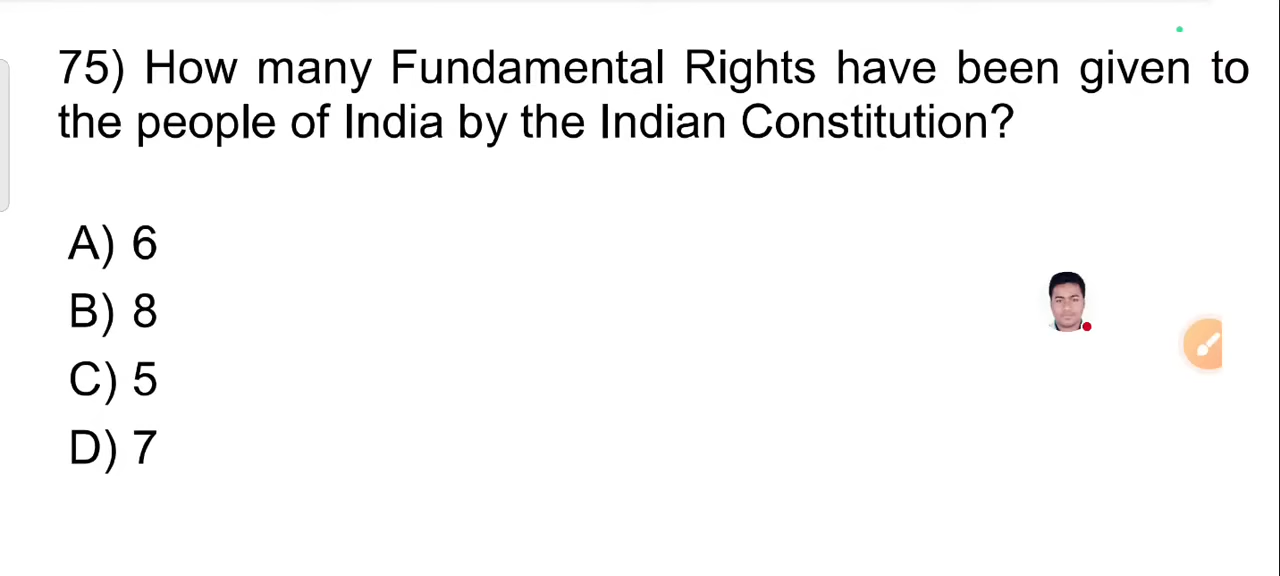 75) How many Fundamental Rights have been given to
the people of India by the Indian Constitution?
A) 6
B) 8
C) 5
D) 7